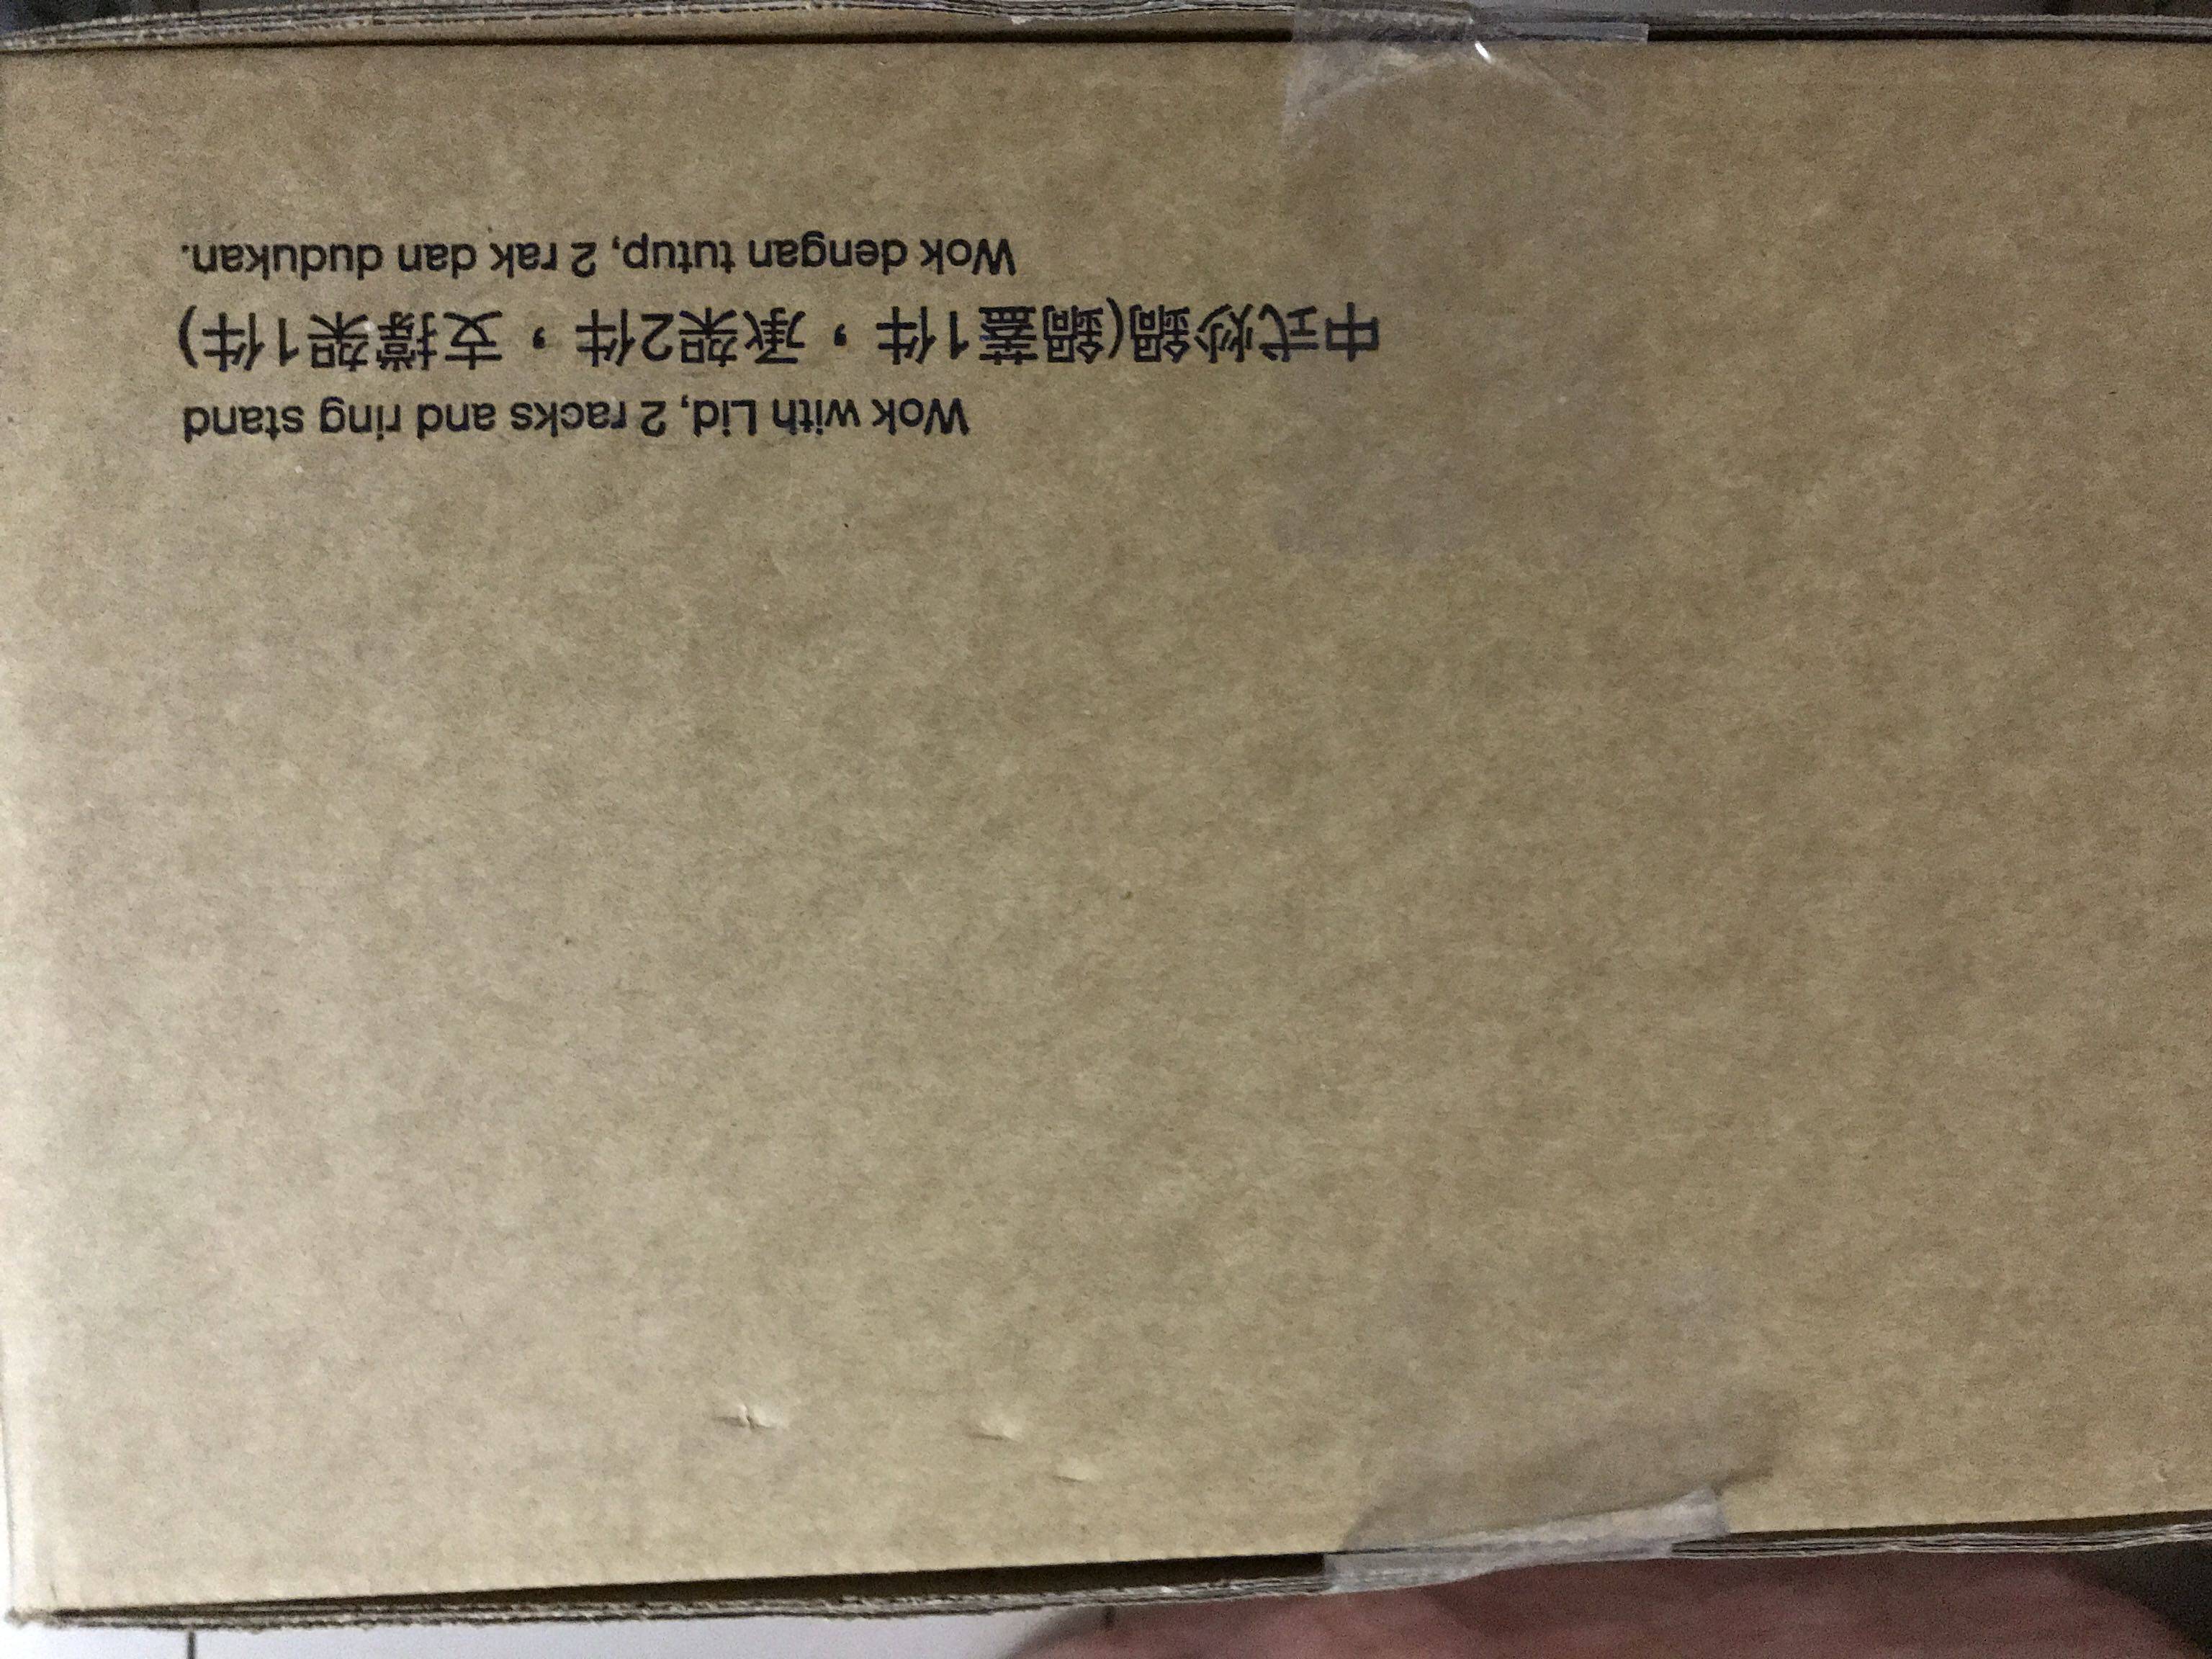 Wok with Lid, 2 racks and ring stand
中式炒鍋(鍋蓋1件，承架2件，支撐架1件)
Wok dengan tutup, 2 rak dan dudukan.